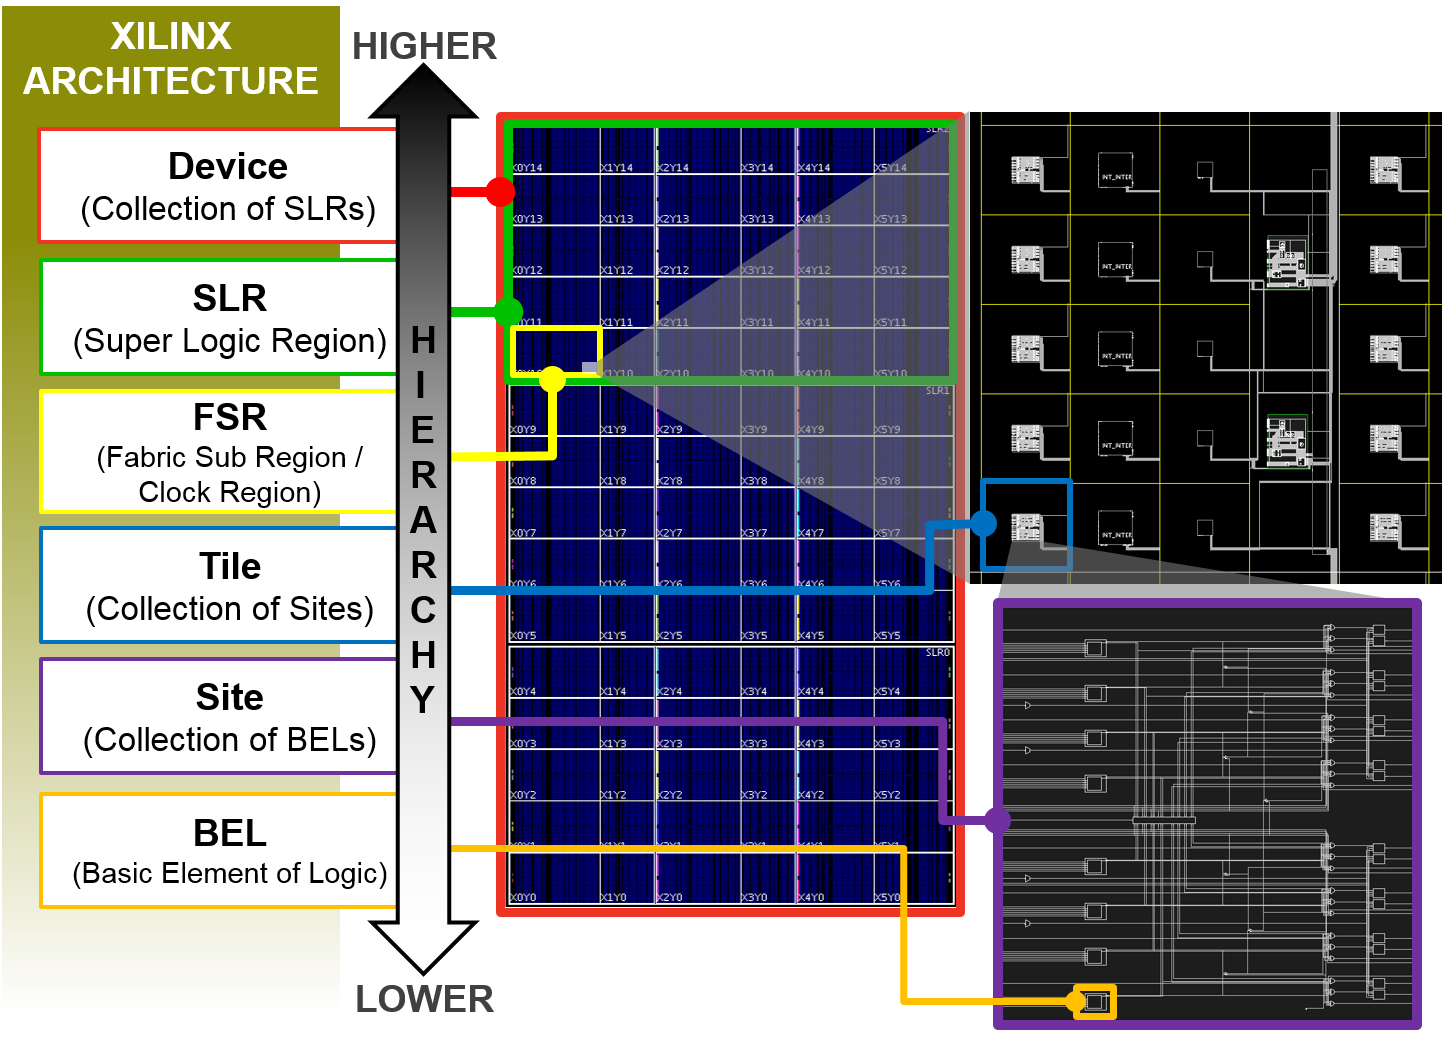 XILINX
ARCHITECTURE
HIGHER
Device
(Collection of SLRs)
SLR
(Super Logic Region)
FSR
(Fabric Sub Region /
Clock Region)
Tile
(Collection of Sites)
Site
(Collection of BELs)
BEL
(Basic Element of Logic)
HIERARCHY
LOWER
SLR2
X0Y14 X1Y14 X2Y14 X3Y14 X4Y14 X5Y14
X0Y13 X1Y13 X2Y13 X3Y13 X4Y13 X5Y13
X0Y12 X1Y12 X2Y12 X3Y12 X4Y12 X5Y12
X0Y11 X1Y11 X2Y11 X3Y11 X4Y11 X5Y11
X0Y10 X1Y10 X2Y10 X3Y10 X4Y10 X5Y10
SLR1
X0Y9 X1Y9 X2Y9 X3Y9 X4Y9 X5Y9
X0Y8 X1Y8 X2Y8 X3Y8 X4Y8 X5Y8
X0Y7 X1Y7 X2Y7 X3Y7 X4Y7 X5Y7
X0Y6 X1Y6 X2Y6 X3Y6 X4Y6 X5Y6
X0Y5 X1Y5 X2Y5 X3Y5 X4Y5 X5Y5
SLR0
X0Y4 X1Y4 X2Y4 X3Y4 X4Y4 X5Y4
X0Y3 X1Y3 X2Y3 X3Y3 X4Y3 X5Y3
X0Y2 X1Y2 X2Y2 X3Y2 X4Y2 X5Y2
X0Y1 X1Y1 X2Y1 X3Y1 X4Y1 X5Y1
X0Y0 X1Y0 X2Y0 X3Y0 X4Y0 X5Y0
INT_INTER
INT_INTER
INT_INTER
INT_INTER
INT_INTER